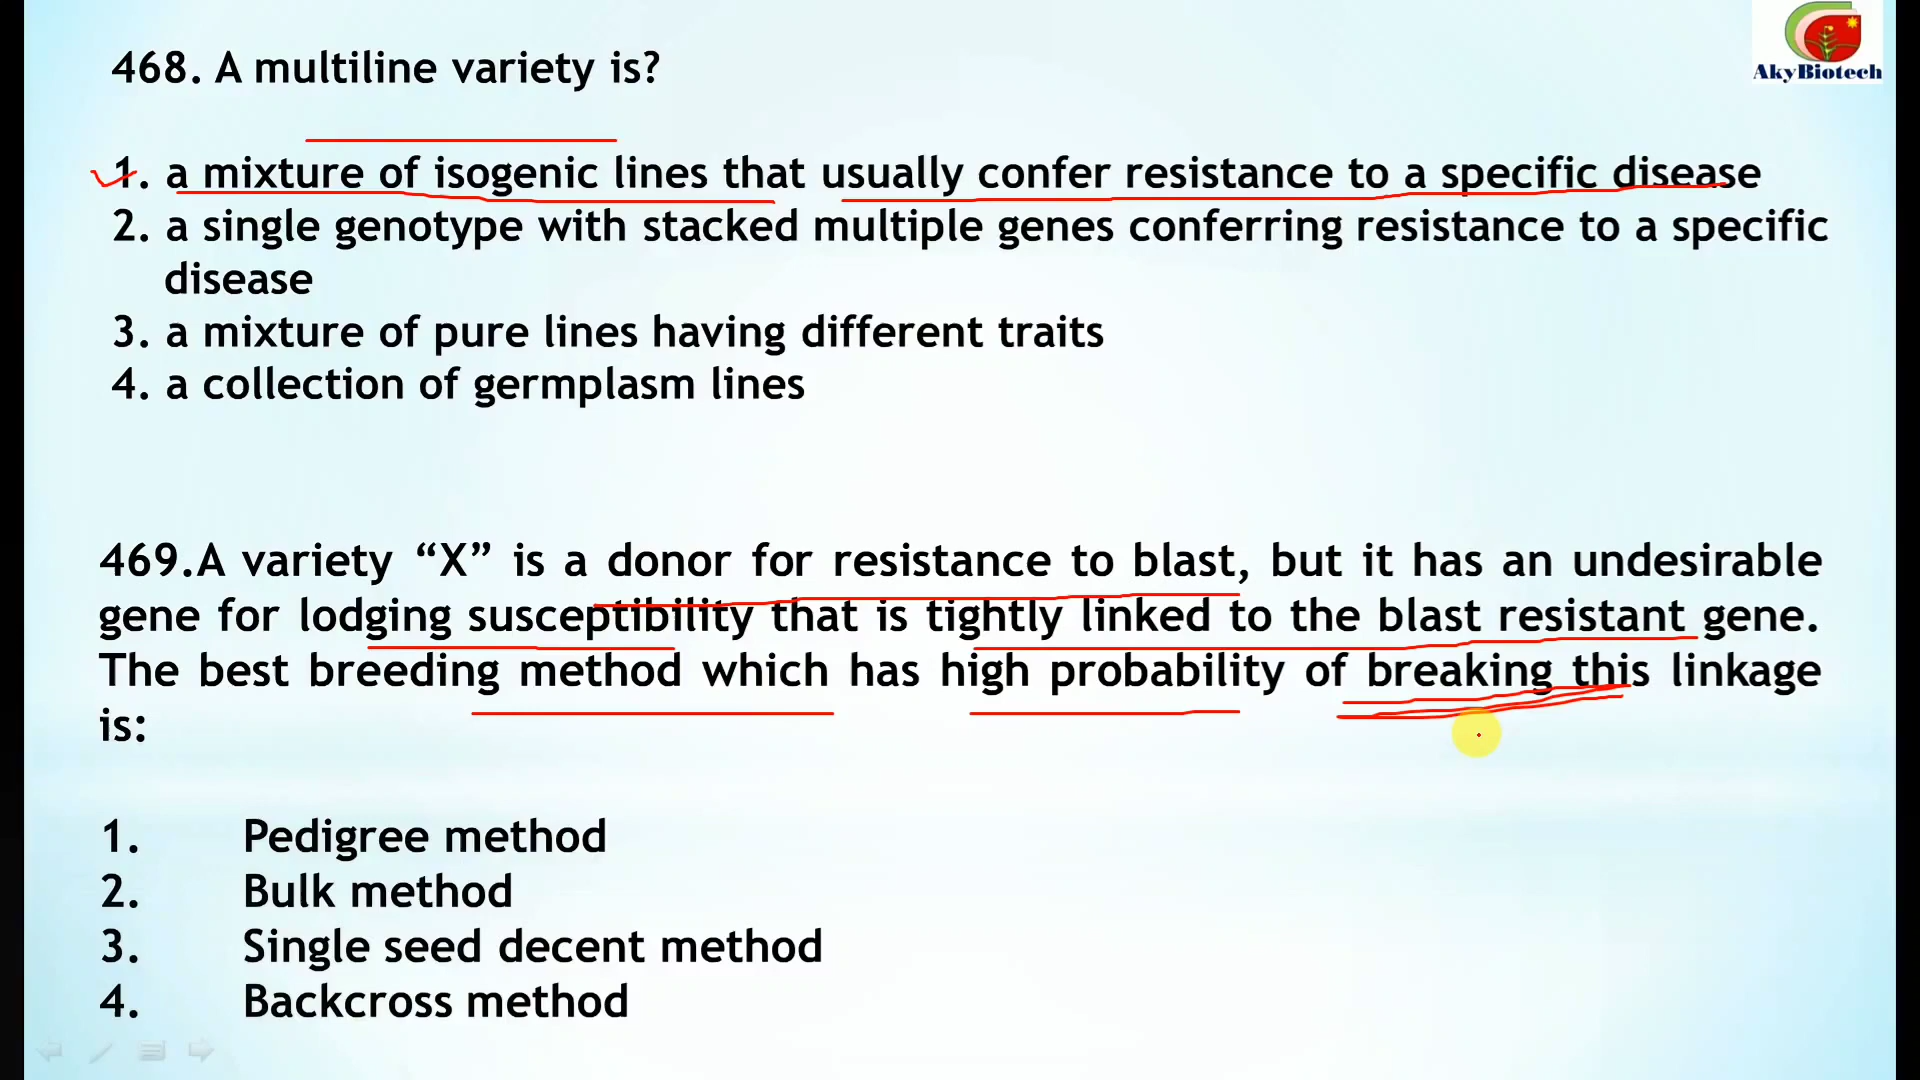 AkyBiotech
468. A multiline variety is?
1. a mixture of isogenic lines that usually confer resistance to a specific disease
2. a single genotype with stacked multiple genes conferring resistance to a specific
disease
3. a mixture of pure lines having different traits
4. a collection of germplasm lines
469.A variety “X” is a donor for resistance to blast, but it has an undesirable
gene for lodging susceptibility that is tightly linked to the blast resistant gene.
The best breeding method which has high probability of breaking this linkage
is:
1. Pedigree method
2. Bulk method
3. Single seed decent method
4. Backcross method